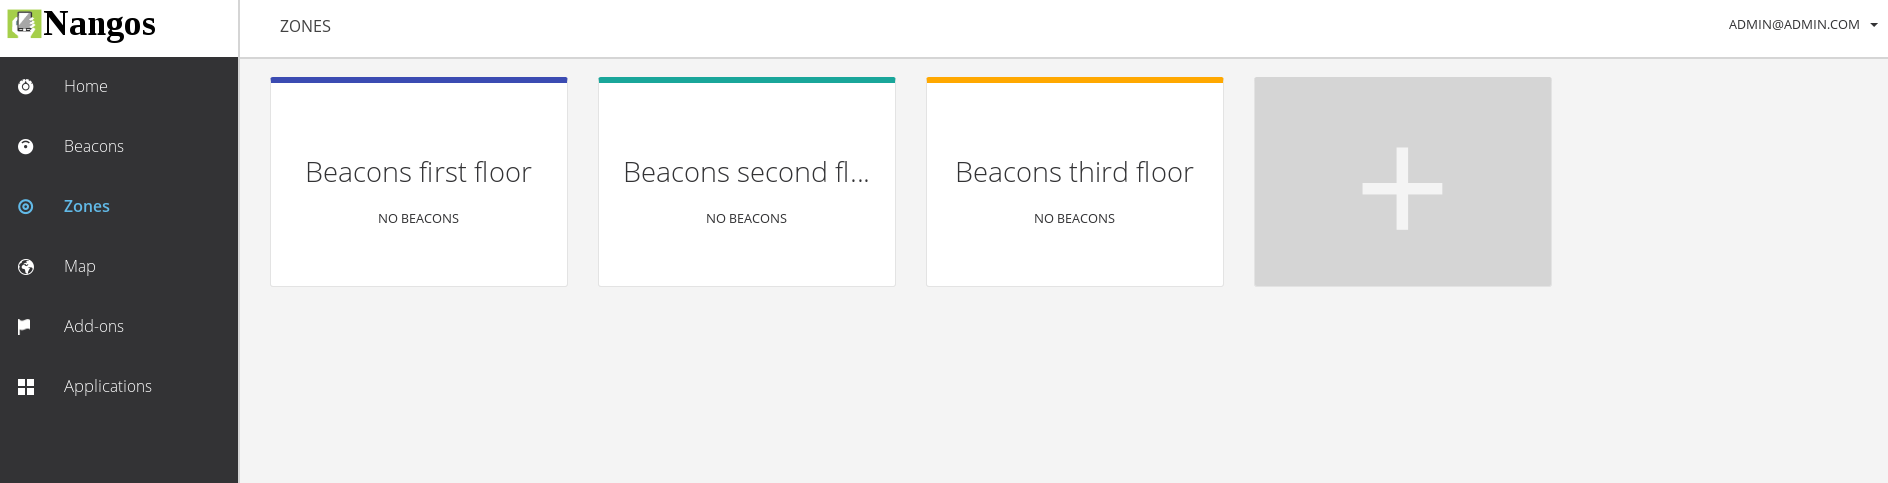 Nangos
ZONES
ADMIN@ADMIN.COM
Home
Beacons
Zones
Map
Add-ons
Applications
Beacons first floor
NO BEACONS
Beacons second fl...
NO BEACONS
Beacons third floor
NO BEACONS